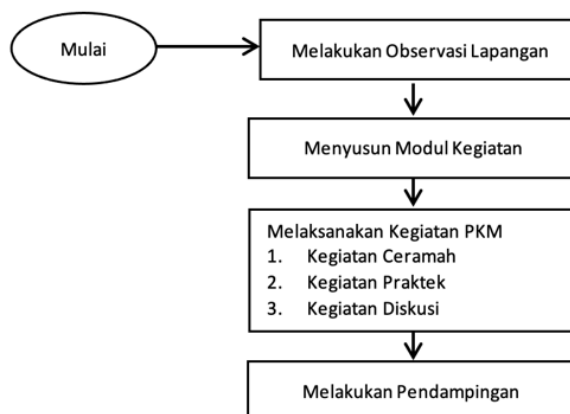 Mulai
Melakukan Observasi Lapangan
Menyusun Modul Kegiatan
Melaksanakan Kegiatan PKM
1. Kegiatan Ceramah
2. Kegiatan Praktek
3. Kegiatan Diskusi
Melakukan Pendampingan